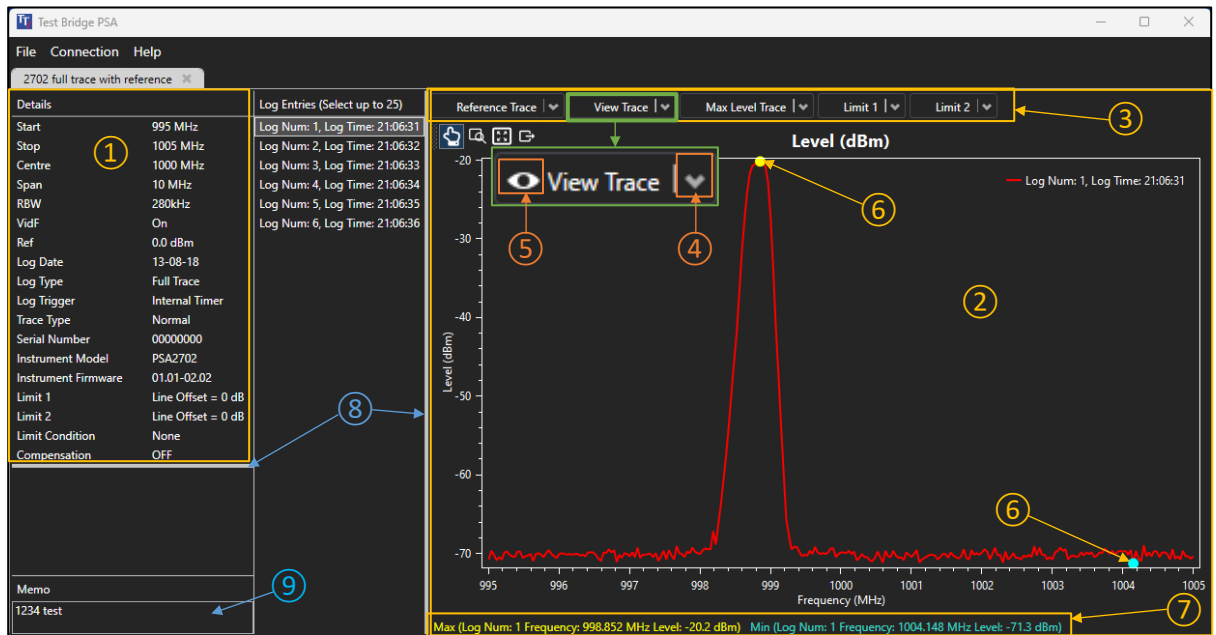 Test Bridge PSA
File Connection Help
2702 full trace with reference
Details
Start 995 MHz
Stop 1005 MHz
Centre 1000 MHz
Span 10 MHz
RBW 280kHz
VidF On
Ref 0.0 dBm
Log Date 13-08-18
Log Type Full Trace
Log Trigger Internal Timer
Trace Type Normal
Serial Number 00000000
Instrument Model PSA2702
Instrument Firmware 01.01-02.02
Limit 1 Line Offset = 0 dB
Limit 2 Line Offset = 0 dB
Limit Condition None
Compensation OFF
1
8
Memo
1234 test
9
Log Entries (Select up to 25)
Log Num: 1, Log Time: 21:06:31
Log Num: 2, Log Time: 21:06:32
Log Num: 3, Log Time: 21:06:33
Log Num: 4, Log Time: 21:06:34
Log Num: 5, Log Time: 21:06:35
Log Num: 6, Log Time: 21:06:36
Reference Trace View Trace Max Level Trace Limit 1 Limit 2
3
Level (dBm)
View Trace
5
4
6
Log Num: 1, Log Time: 21:06:31
2
6
Level (dBm)
-20
-30
-40
-50
-60
-70
995 996 997 998 999 1000 1001 1002 1003 1004 1005
Frequency (MHz)
7
Max (Log Num: 1 Frequency: 998.852 MHz Level: -20.2 dBm) Min (Log Num: 1 Frequency: 1004.148 MHz Level: -71.3 dBm)